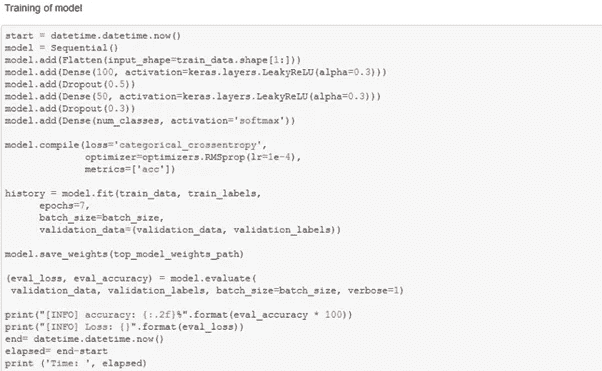 Training of model
start = datetime.datetime.now()
model = Sequential()
model.add(Flatten(input_shape=train_data.shape[1:]))
model.add(Dense(100, activation=keras.layers.LeakyReLU(alpha=0.3)))
model.add(Dropout(0.5))
model.add(Dense(50, activation=keras.layers.LeakyReLU(alpha=0.3)))
model.add(Dropout(0.3))
model.add(Dense(num_classes, activation='softmax'))
model.compile(loss='categorical_crossentropy',
optimizer=optimizers.RMSprop(lr=1e-4),
metrics=['acc'])
history = model.fit(train_data, train_labels,
epochs=7,
batch_size=batch_size,
validation_data=(validation_data, validation_labels))
model.save_weights(top_model_weights_path)
(eval_loss, eval_accuracy) = model.evaluate(
validation_data, validation_labels, batch_size=batch_size, verbose=1)
print("[INFO] accuracy: {:.2f}%".format(eval_accuracy * 100))
print("[INFO] Loss: {}".format(eval_loss))
end= datetime.datetime.now()
elapsed= end-start
print ('Time: ', elapsed)